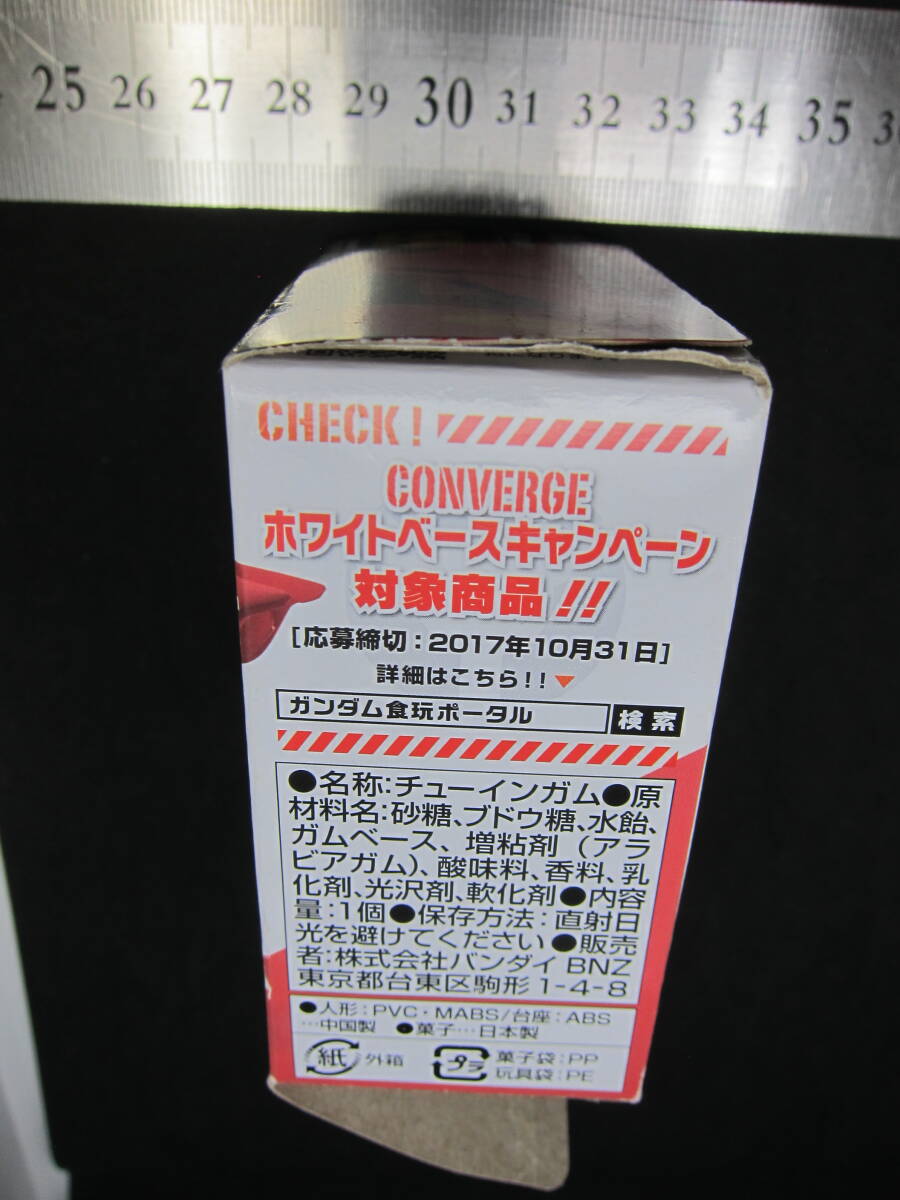 25 26 27 28 29 30 31 32 33 34 35
CHECK!
CONVERGE
ホワイトベースキャンペーン
対象商品!!
[応募締切:2017年10月31日]
詳細はこちら!!▼
ガンダム食玩ポータル 検索
●名称:チューインガム●原
材料名:砂糖、ブドウ糖、水飴、
ガムベース、増粘剤(アラ
ビアガム)、酸味料、香料、乳
化剤、光沢剤、軟化剤●内容
量:1個●保存方法:直射日
光を避けてください●販売
者:株式会社バンダイ BNZ
東京都台東区駒形1-4-8
●人形:PVC・MABS/台座:ABS
…中国製 ●菓子…日本製
紙 外箱 プラ 菓子袋:PP
玩具袋:PE